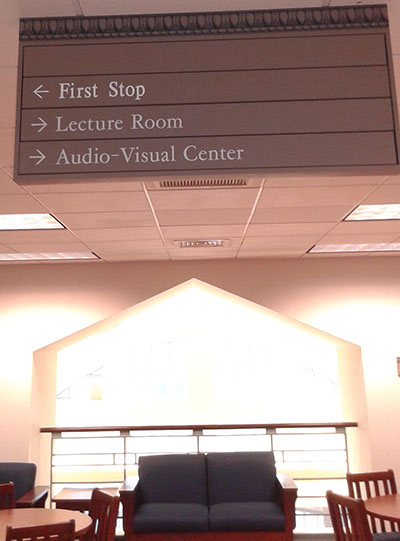 ← First Stop
→ Lecture Room
→ Audio-Visual Center